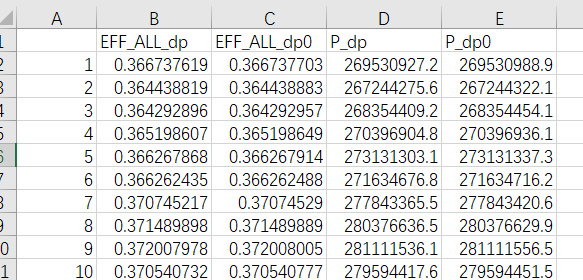 A B C D E
1 EFF_ALL_dp EFF_ALL_dp0 P_dp P_dp0
2 1 0.366737619 0.366737703 269530927.2 269530988.9
3 2 0.364438819 0.364438883 267244275.6 267244322.1
4 3 0.364292896 0.364292957 268354409.2 268354454.1
5 4 0.365198607 0.365198649 270396904.8 270396936.1
6 5 0.366267868 0.366267914 273131303.1 273131337.3
7 6 0.366262435 0.366262488 271634676.8 271634716.2
8 7 0.370745217 0.37074529 277843365.5 277843420.6
9 8 0.371489898 0.371489889 280376636.5 280376629.9
0 9 0.372007978 0.372008005 281111536.1 281111556.5
1 10 0.370540732 0.370540777 279594417.6 279594451.5